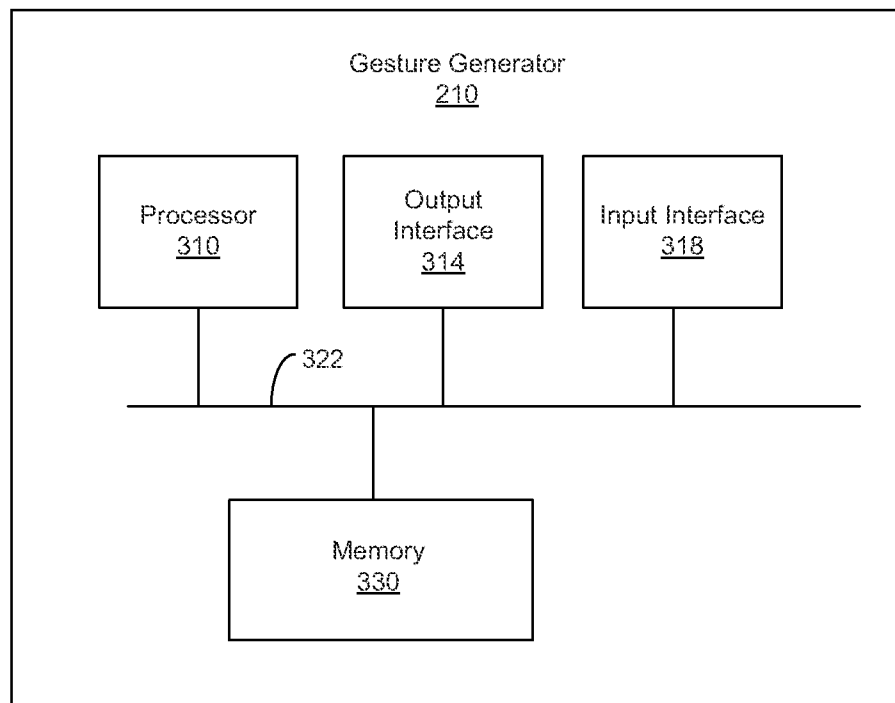 Gesture Generator
210
Processor
310
Output
Interface
314
Input Interface
318
322
Memory
330